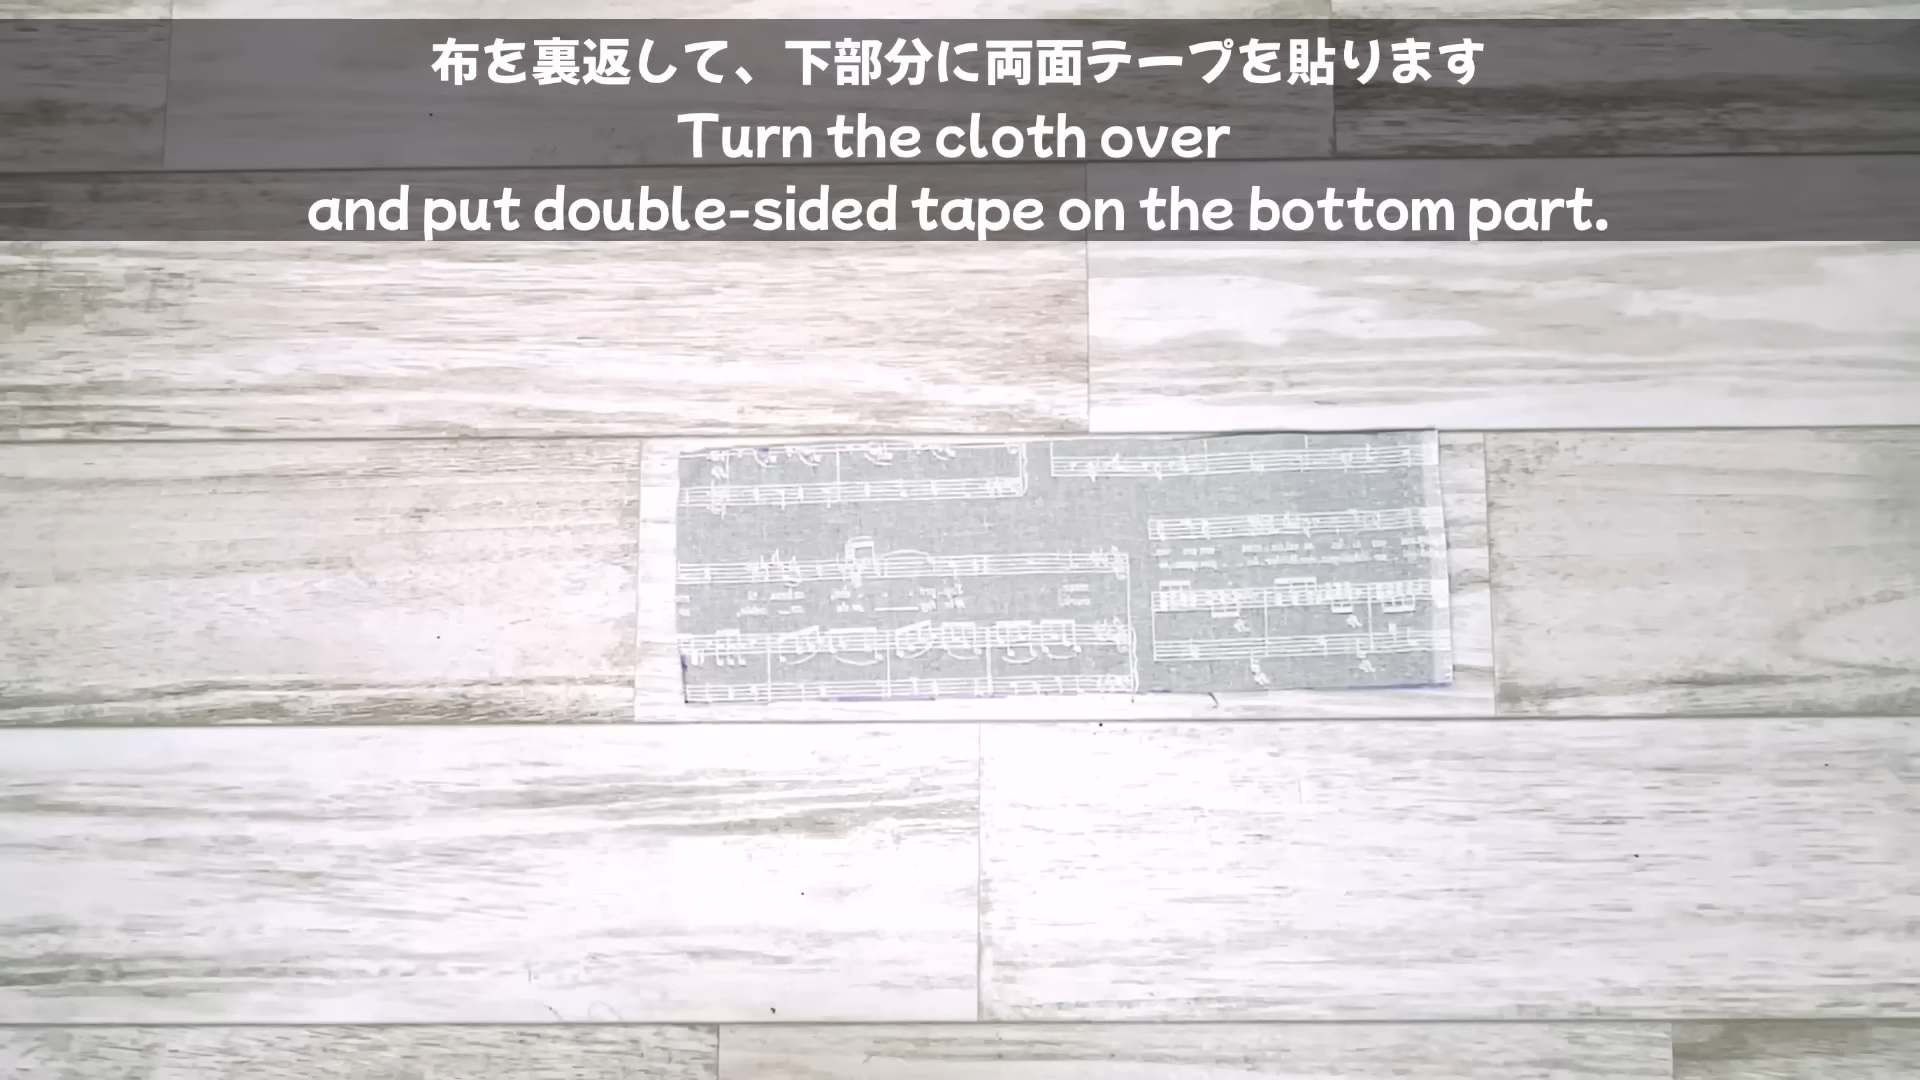 布を裏返して、下部分に両面テープを貼ります
Turn the cloth over
and put double-sided tape on the bottom part.